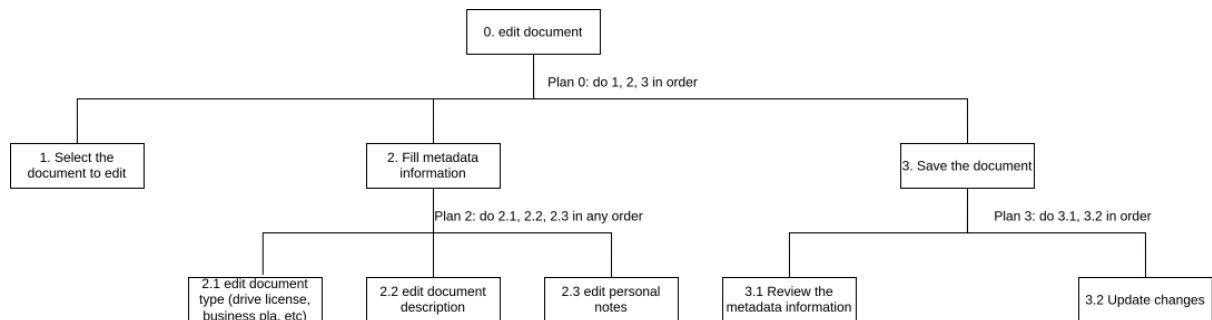 0. edit document
Plan 0: do 1, 2, 3 in order
1. Select the
document to edit
2. Fill metadata
information
3. Save the document
Plan 2: do 2.1, 2.2, 2.3 in any order
Plan 3: do 3.1, 3.2 in order
2.1 edit document
type (drive license,
business pla, etc)
2.2 edit document
description
2.3 edit personal
notes
3.1 Review the
metadata information
3.2 Update changes